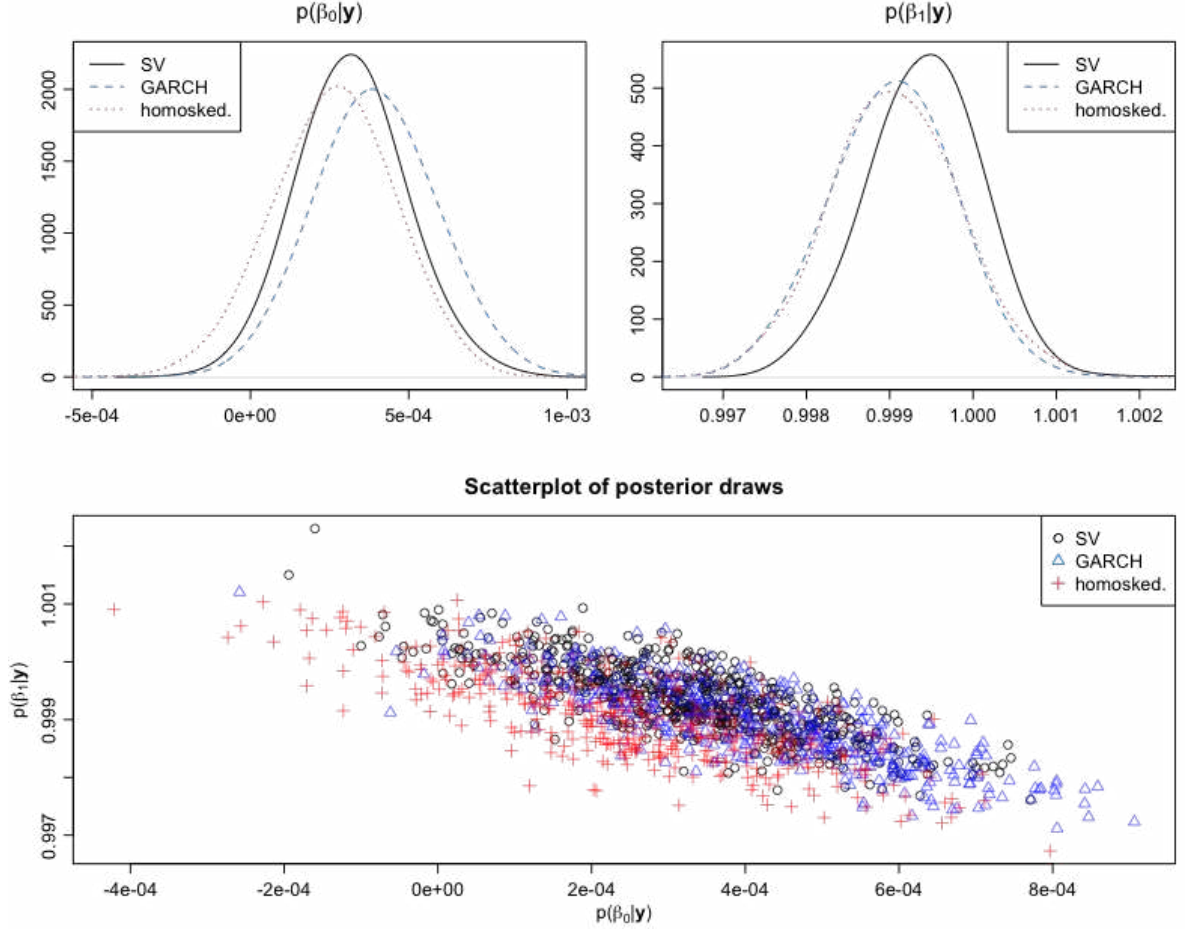 p(β₀|y)
SV
GARCH
homosked.
0 500 1000 1500 2000
-5e-04 0e+00 5e-04 1e-03
p(β₁|y)
SV
GARCH
homosked.
0 100 200 300 400 500
0.997 0.998 0.999 1.000 1.001 1.002
Scatterplot of posterior draws
SV
GARCH
homosked.
p(β₁|y)
0.997 0.999 1.001
-4e-04 -2e-04 0e+00 2e-04 4e-04 6e-04 8e-04
p(β₀|y)